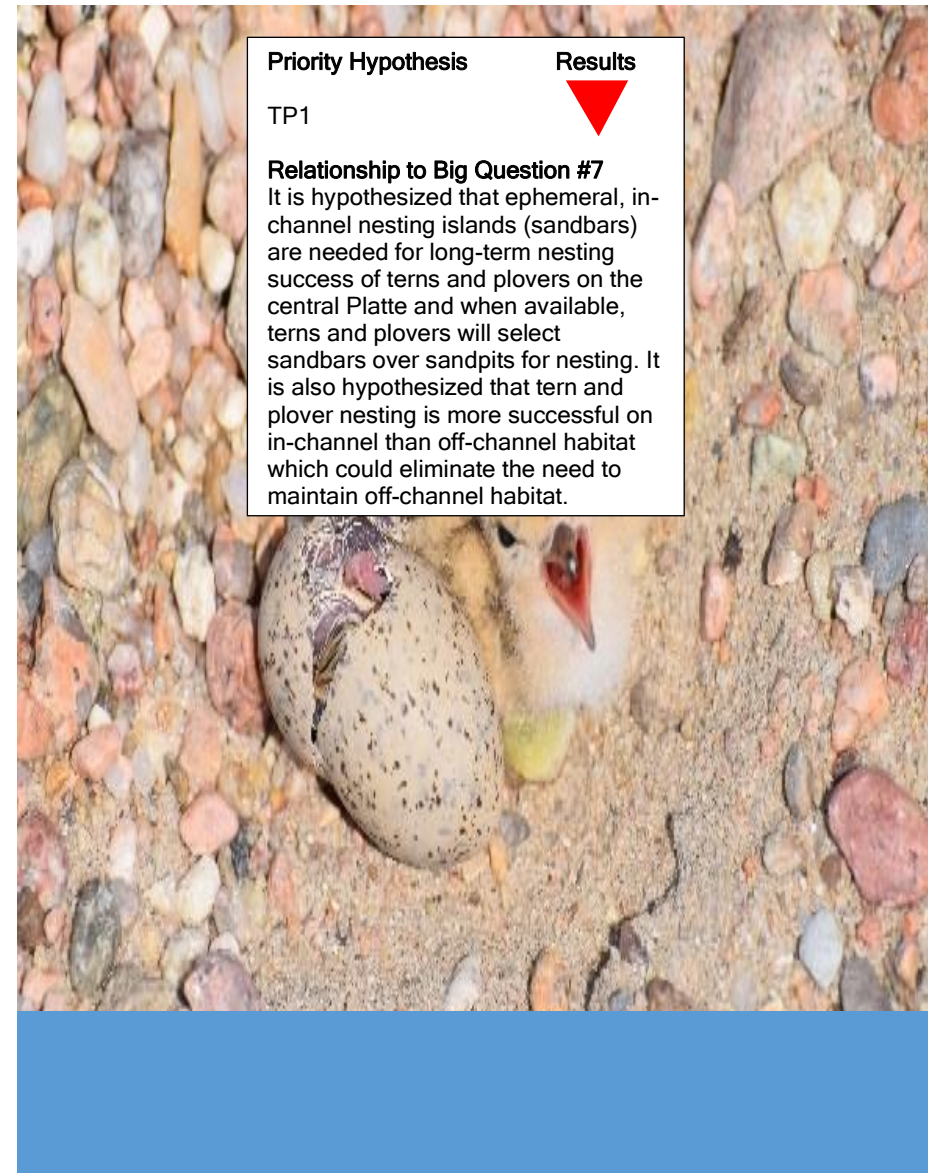 Priority Hypothesis Results
TP1
Relationship to Big Question #7
It is hypothesized that ephemeral, in-
channel nesting islands (sandbars)
are needed for long-term nesting
success of terns and plovers on the
central Platte and when available,
terns and plovers will select
sandbars over sandpits for nesting. It
is also hypothesized that tern and
plover nesting is more successful on
in-channel than off-channel habitat
which could eliminate the need to
maintain off-channel habitat.